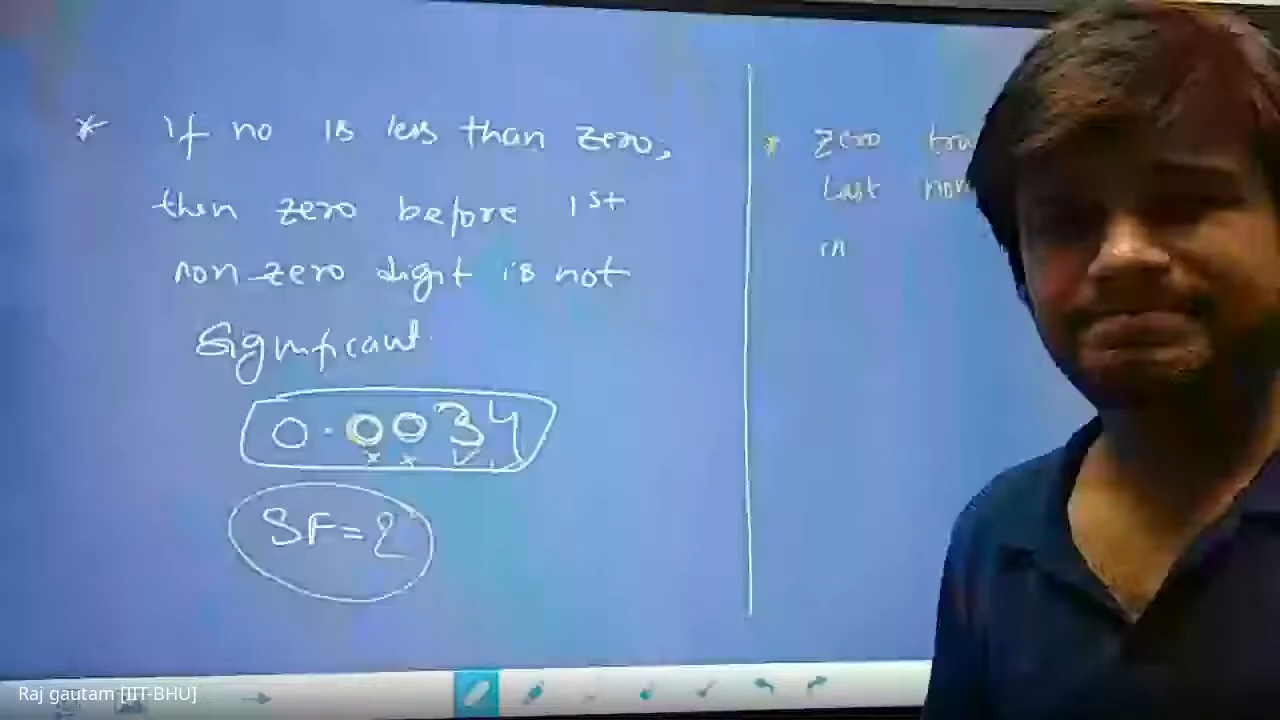 * If no is less than zero,
then zero before 1st
non-zero digit is not
Significant.
0.0034
SF=2
* zero
last
in
Raj gautam [IIT-BHU]